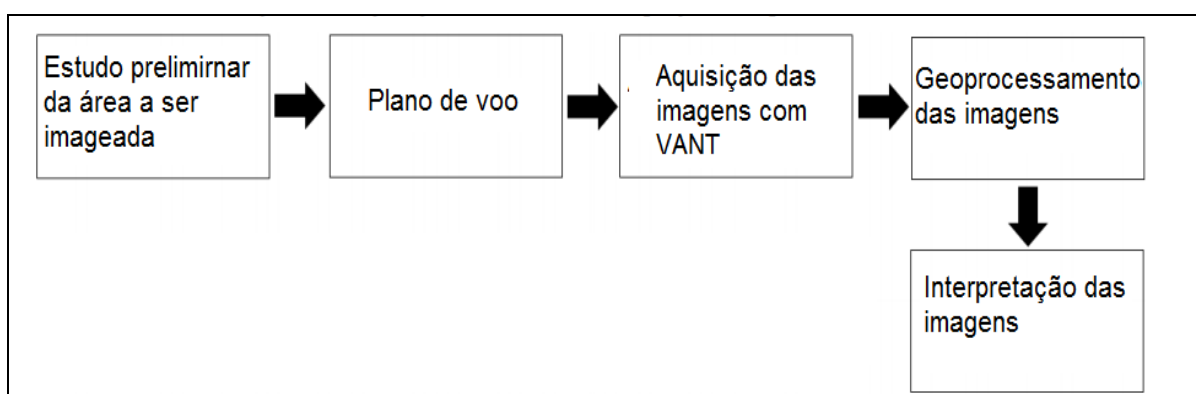 Estudo prelimirnar
da área a ser
imageada
Plano de voo
Aquisição das
imagens com
VANT
Geoprocessamento
das imagens
Interpretação das
imagens